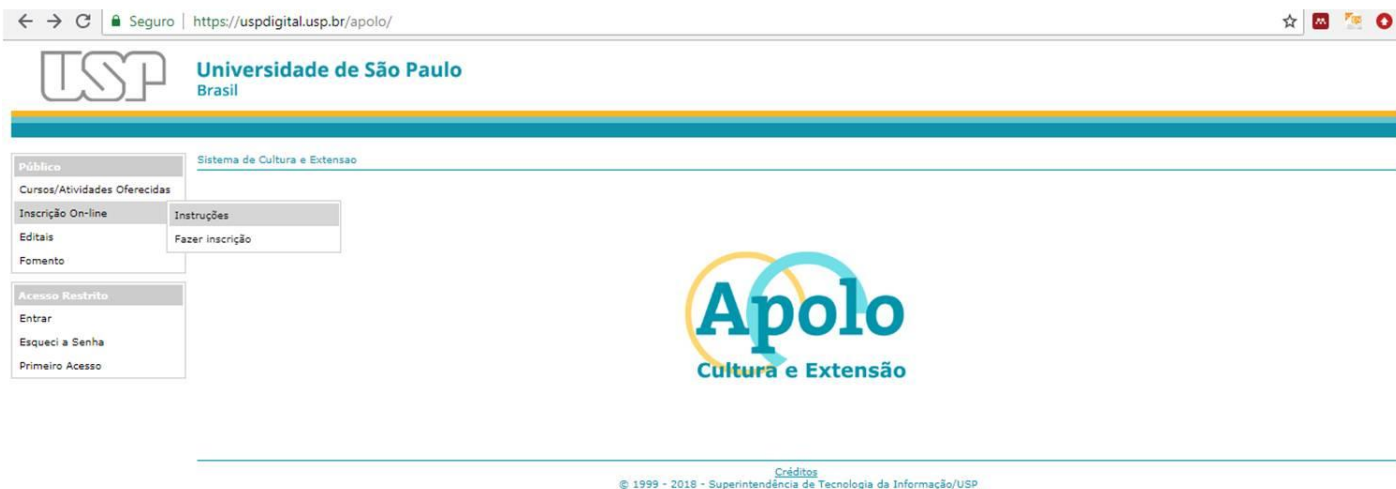 Seguro | https://uspdigital.usp.br/apolo/
USP
Universidade de São Paulo
Brasil
Público
Cursos/Atividades Oferecidas
Inscrição On-line
Instruções
Fazer inscrição
Editais
Fomento
Acesso Restrito
Entrar
Esqueci a Senha
Primeiro Acesso
Sistema de Cultura e Extensao
Apolo
Cultura e Extensão
Créditos
© 1999 - 2018 - Superintendência de Tecnologia da Informação/USP